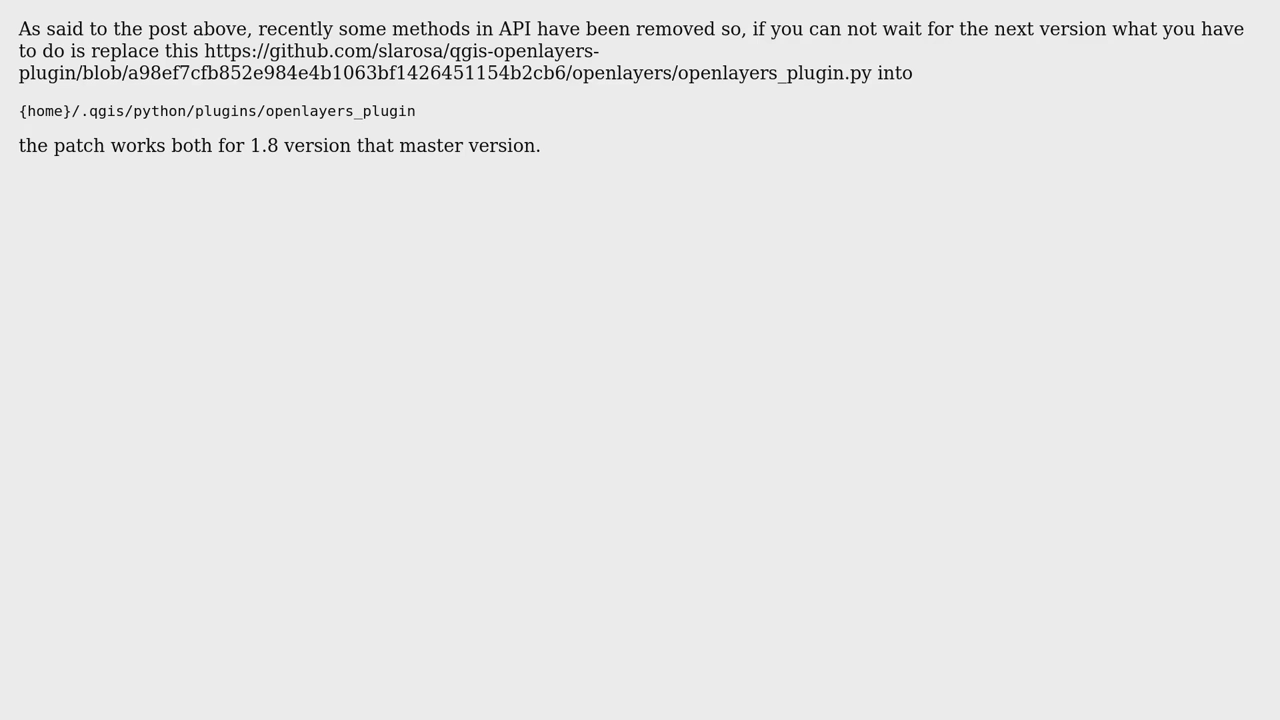 As said to the post above, recently some methods in API have been removed so, if you can not wait for the next version what you have
to do is replace this https://github.com/slarosa/qgis-openlayers-
plugin/blob/a98ef7cfb852e984e4b1063bf1426451154b2cb6/openlayers/openlayers_plugin.py into
{home}/.qgis/python/plugins/openlayers_plugin
the patch works both for 1.8 version that master version.